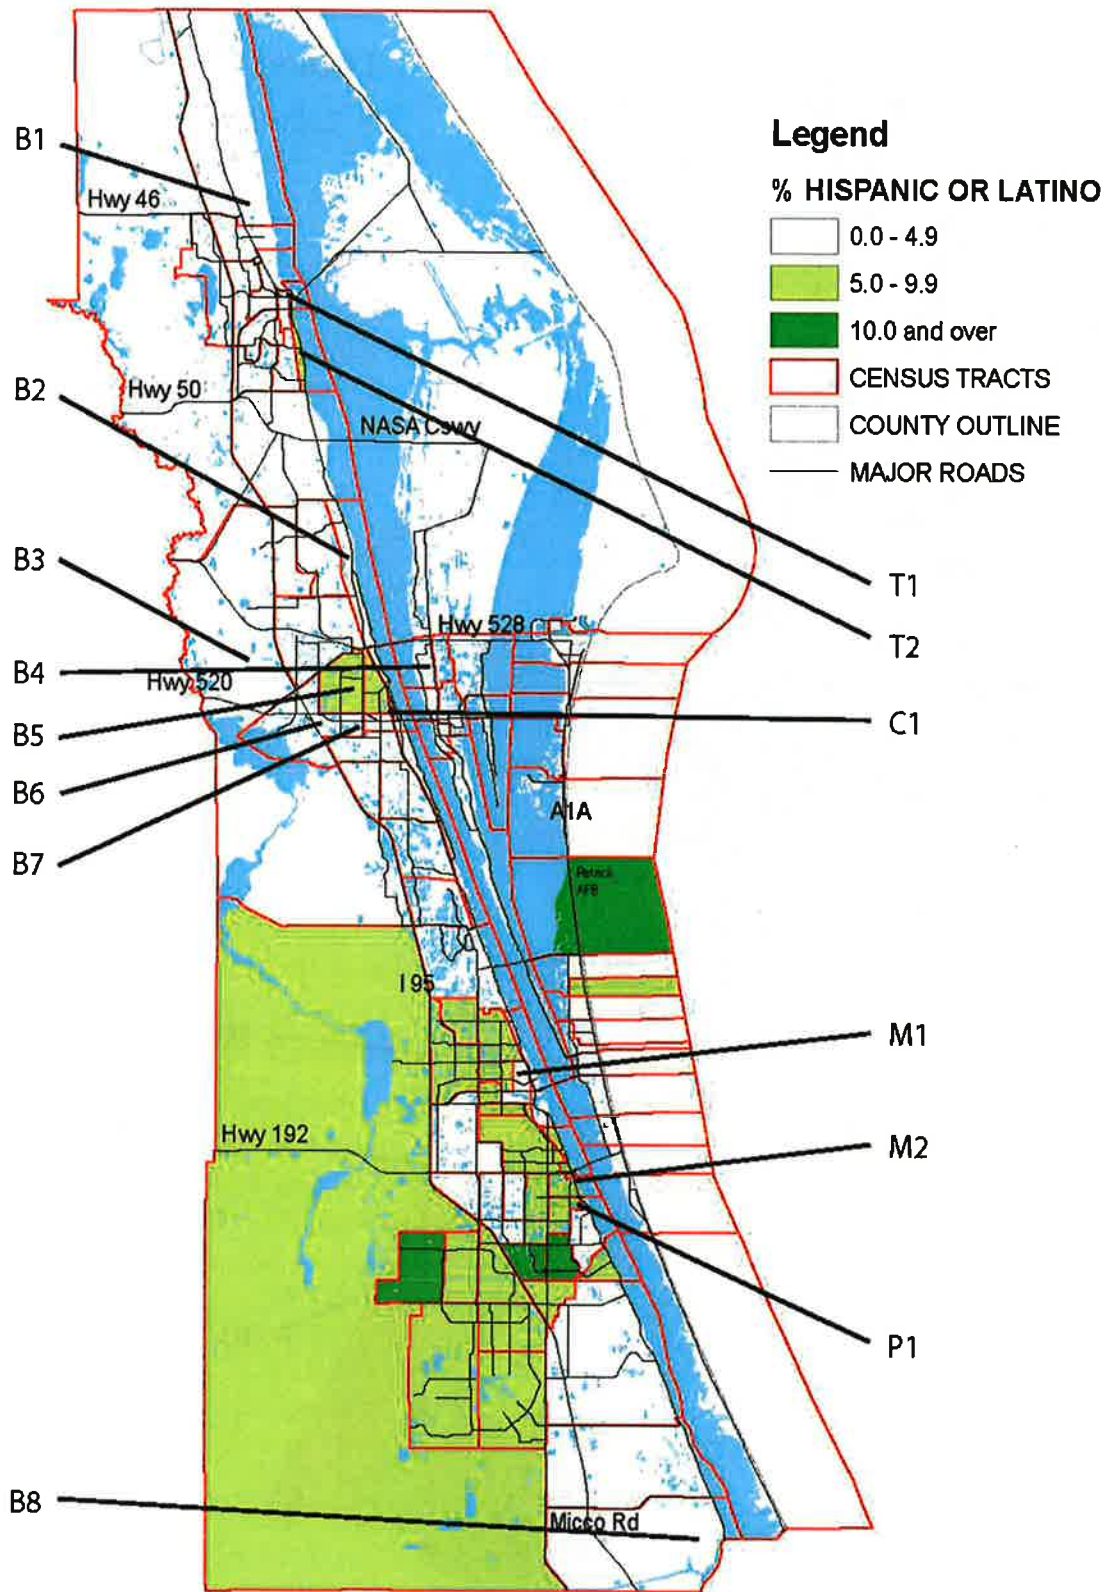 Legend
% HISPANIC OR LATINO
0.0 - 4.9
5.0 - 9.9
10.0 and over
CENSUS TRACTS
COUNTY OUTLINE
MAJOR ROADS
B1
Hwy 46
B2
Hwy 50
NASA Cswy
B3
T1
Hwy 528
T2
B4
Hwy 520
C1
B5
B6
A1A
B7
Patrick
AFB
I 95
M1
Hwy 192
M2
P1
B8
Micco Rd